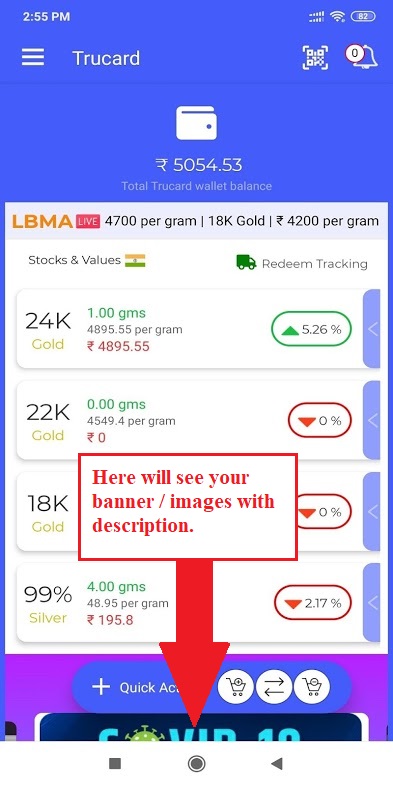 2:55 PM 82
Trucard 0
₹ 5054.53
Total Trucard wallet balance
LBMA LIVE 4700 per gram | 18K Gold | ₹ 4200 per gram
Stocks & Values Redeem Tracking
24K
Gold
1.00 gms
4895.55 per gram
₹ 4895.55
5.26 %
22K
Gold
0.00 gms
4549.4 per gram
₹ 0
0 %
Here will see your
banner / images with
description.
18K
Gold
0 %
99%
Silver
4.00 gms
48.95 per gram
₹ 195.8
2.17 %
Quick Ac
COVID-19